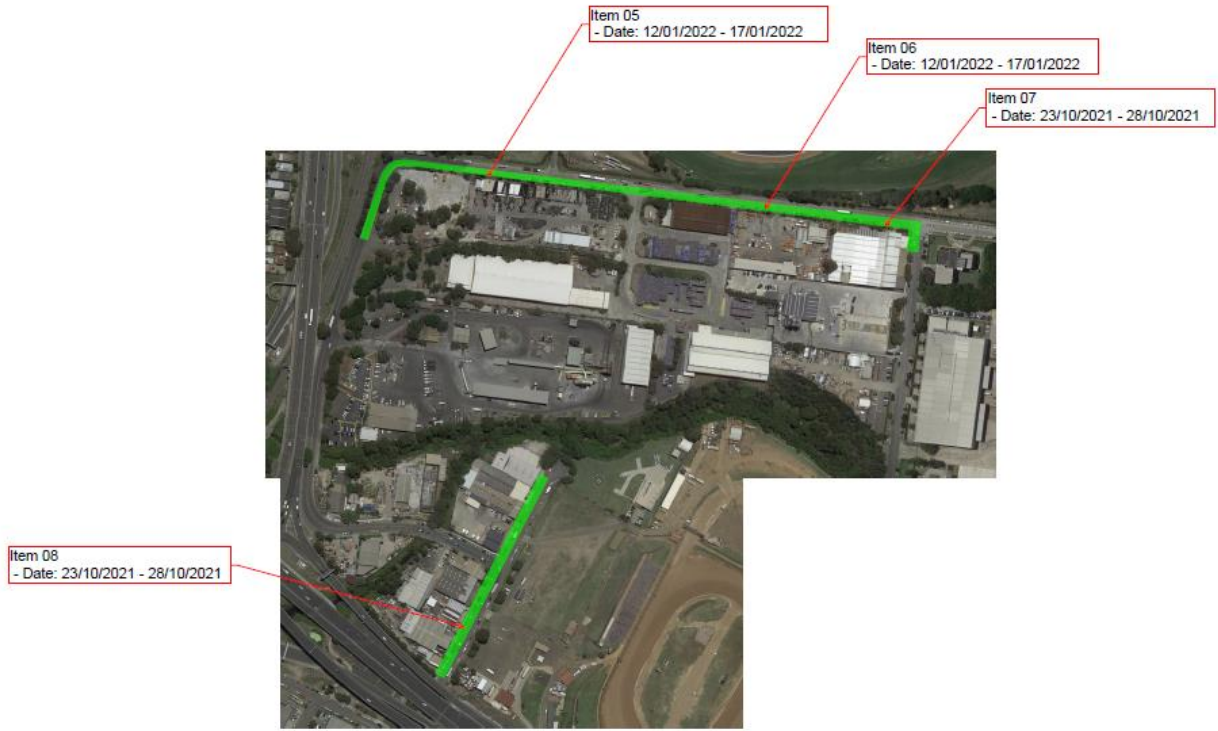 Item 05
- Date: 12/01/2022 - 17/01/2022
Item 06
- Date: 12/01/2022 - 17/01/2022
Item 07
- Date: 23/10/2021 - 28/10/2021
Item 08
- Date: 23/10/2021 - 28/10/2021